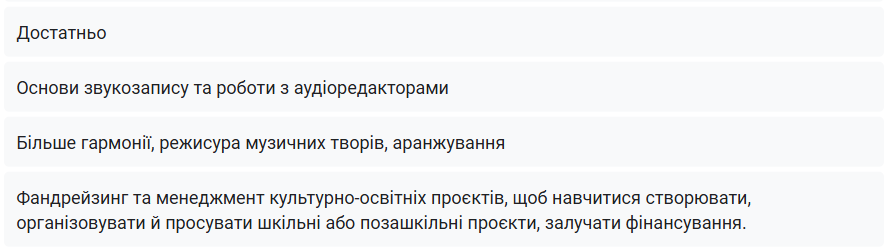 Достатньо
Основи звукозапису та роботи з аудіоредакторами
Більше гармонії, режисура музичних творів, аранжування
Фандрейзинг та менеджмент культурно-освітніх проєктів, щоб навчитися створювати,
організовувати й просувати шкільні або позашкільні проєкти, залучати фінансування.